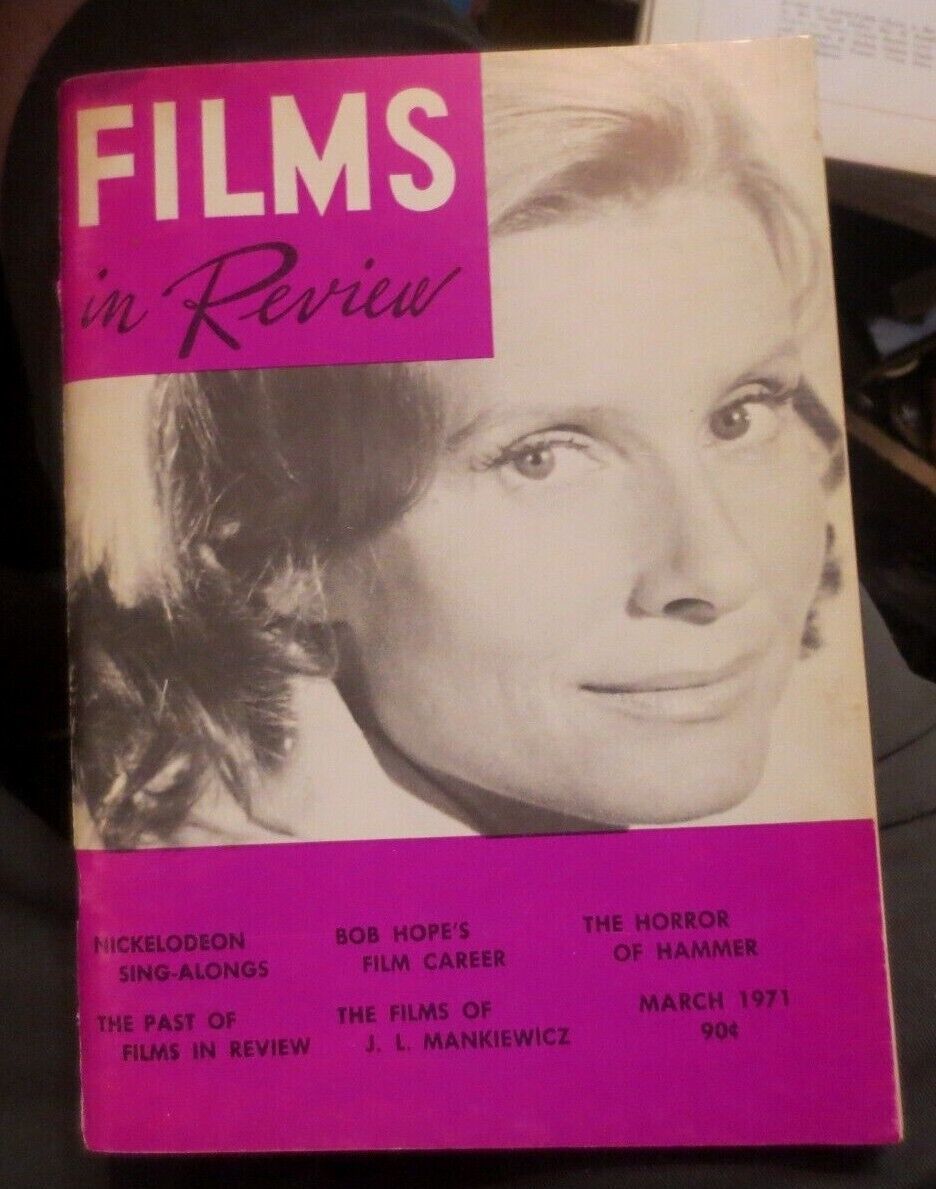 FILMS
in Review
NICKELODEON
SING-ALONGS
BOB HOPE'S
FILM CAREER
THE HORROR
OF HAMMER
THE PAST OF
FILMS IN REVIEW
THE FILMS OF
J. L. MANKIEWICZ
MARCH 1971
90¢